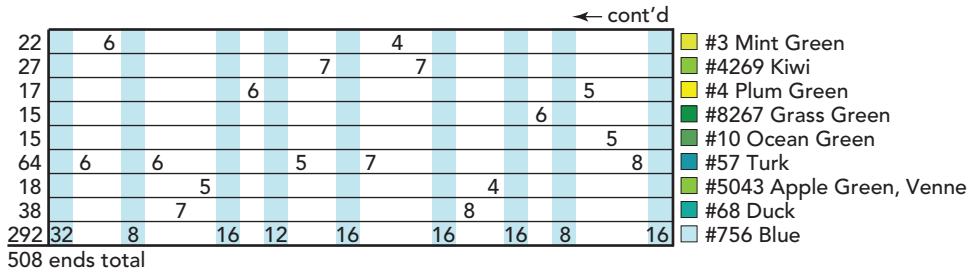 ← cont'd
22 6 4 #3 Mint Green
27 7 7 #4269 Kiwi
17 6 5 #4 Plum Green
15 6 #8267 Grass Green
15 5 #10 Ocean Green
64 6 6 5 7 8 #57 Turk
18 5 4 #5043 Apple Green, Venne
38 7 8 #68 Duck
292 32 8 16 12 16 16 16 8 16 #756 Blue
508 ends total